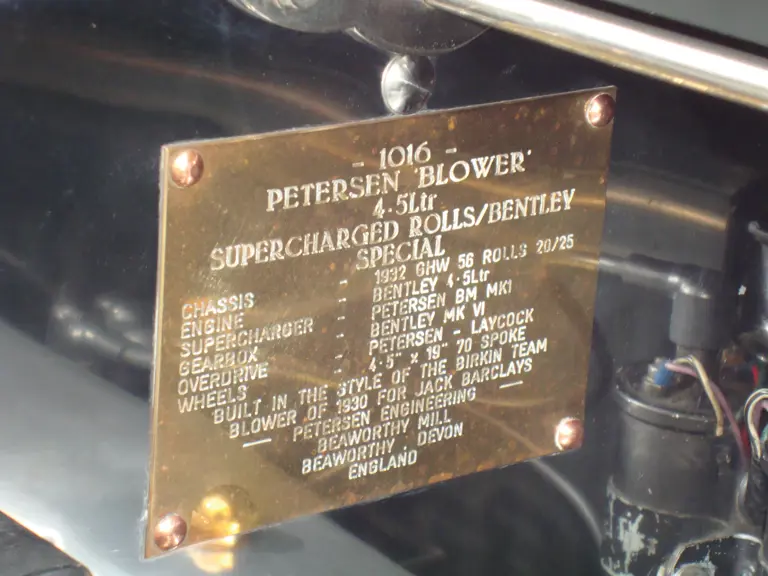 - 1016 -
PETERSEN 'BLOWER'
4·5Ltr
SUPERCHARGED ROLLS/BENTLEY
SPECIAL
CHASSIS - 1932 GHW 56 ROLLS 20/25
ENGINE - BENTLEY 4·5Ltr
SUPERCHARGER - PETERSEN BM MK1
GEARBOX - BENTLEY MK VI
OVERDRIVE - PETERSEN - LAYCOCK
WHEELS - 4·5" × 19" 70 SPOKE
BUILT IN THE STYLE OF THE BIRKIN TEAM
BLOWER OF 1930 FOR JACK BARCLAYS
— PETERSEN ENGINEERING —
BEAWORTHY MILL
BEAWORTHY · DEVON
ENGLAND